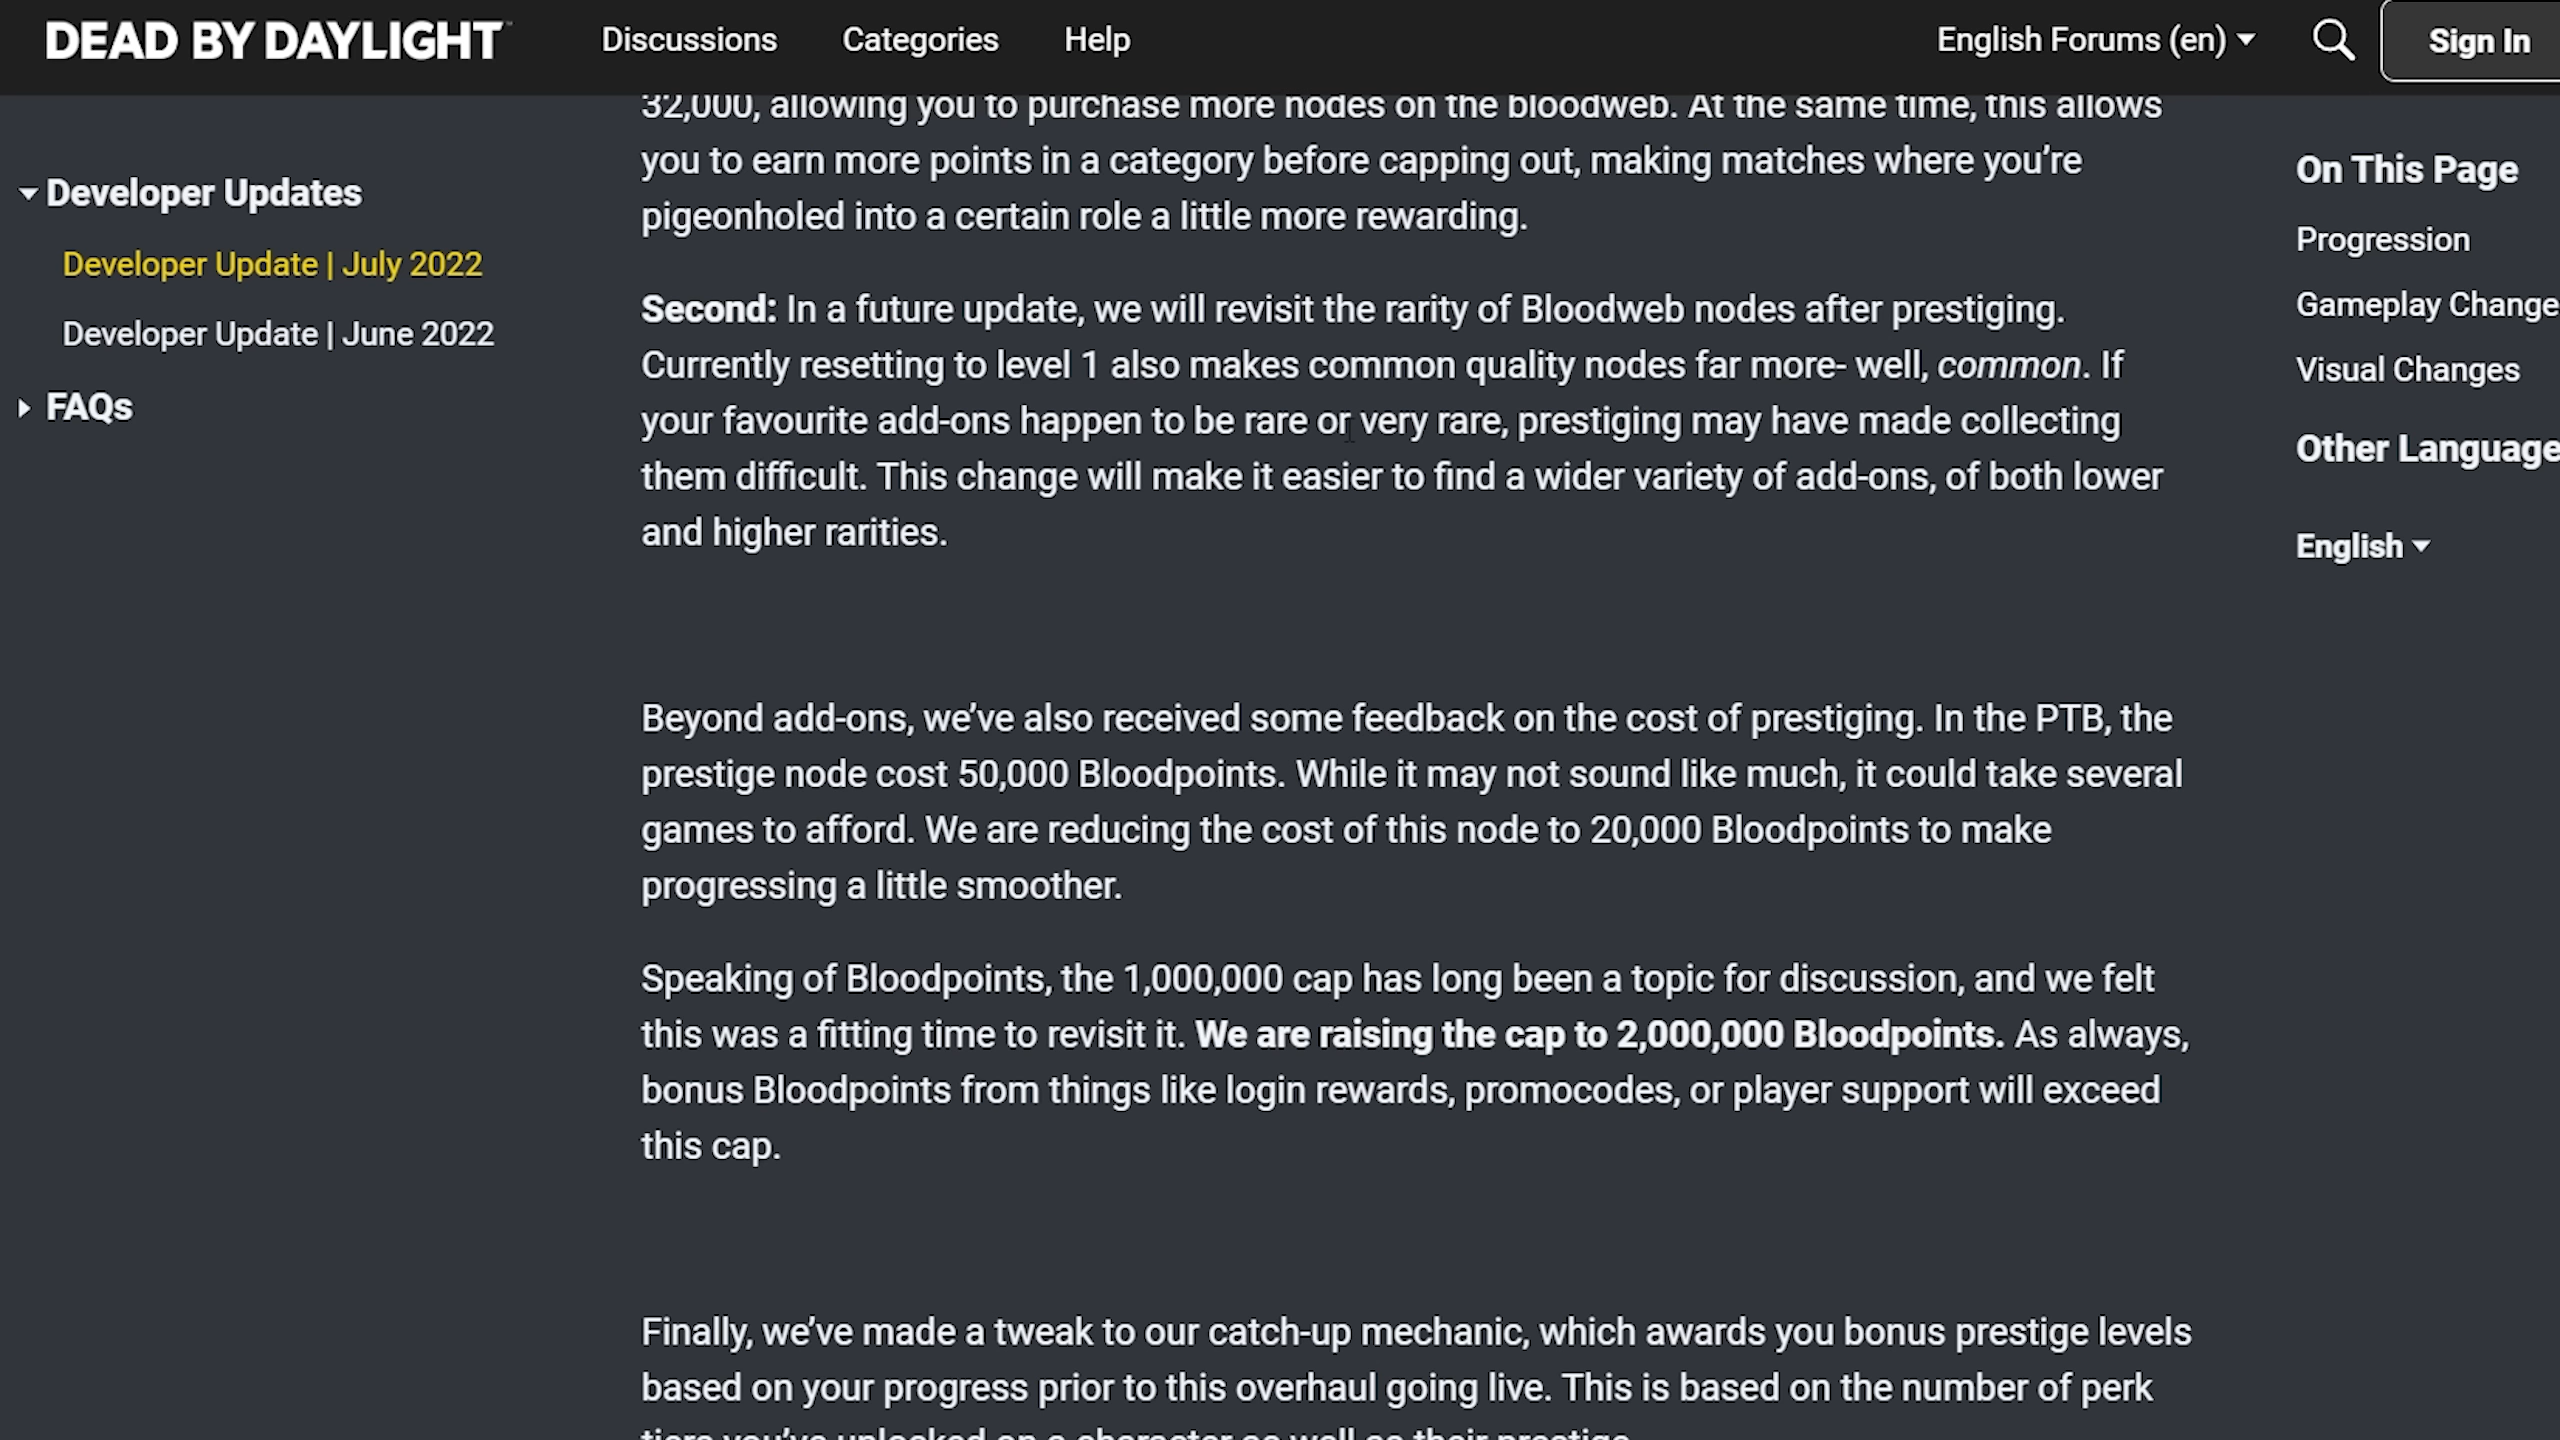 DEAD BY DAYLIGHT
Discussions
Categories
Help
English Forums (en)
Sign In
Developer Updates
Developer Update | July 2022
Developer Update | June 2022
FAQs
32,000, allowing you to purchase more nodes on the bloodweb. At the same time, this allows
you to earn more points in a category before capping out, making matches where you’re
pigeonholed into a certain role a little more rewarding.
Second: In a future update, we will revisit the rarity of Bloodweb nodes after prestiging.
Currently resetting to level 1 also makes common quality nodes far more- well, common. If
your favourite add-ons happen to be rare or very rare, prestiging may have made collecting
them difficult. This change will make it easier to find a wider variety of add-ons, of both lower
and higher rarities.
Beyond add-ons, we’ve also received some feedback on the cost of prestiging. In the PTB, the
prestige node cost 50,000 Bloodpoints. While it may not sound like much, it could take several
games to afford. We are reducing the cost of this node to 20,000 Bloodpoints to make
progressing a little smoother.
Speaking of Bloodpoints, the 1,000,000 cap has long been a topic for discussion, and we felt
this was a fitting time to revisit it. We are raising the cap to 2,000,000 Bloodpoints. As always,
bonus Bloodpoints from things like login rewards, promocodes, or player support will exceed
this cap.
Finally, we’ve made a tweak to our catch-up mechanic, which awards you bonus prestige levels
based on your progress prior to this overhaul going live. This is based on the number of perk
tiers you’ve unlocked on a character as well as their prestige
On This Page
Progression
Gameplay Change
Visual Changes
Other Language
English